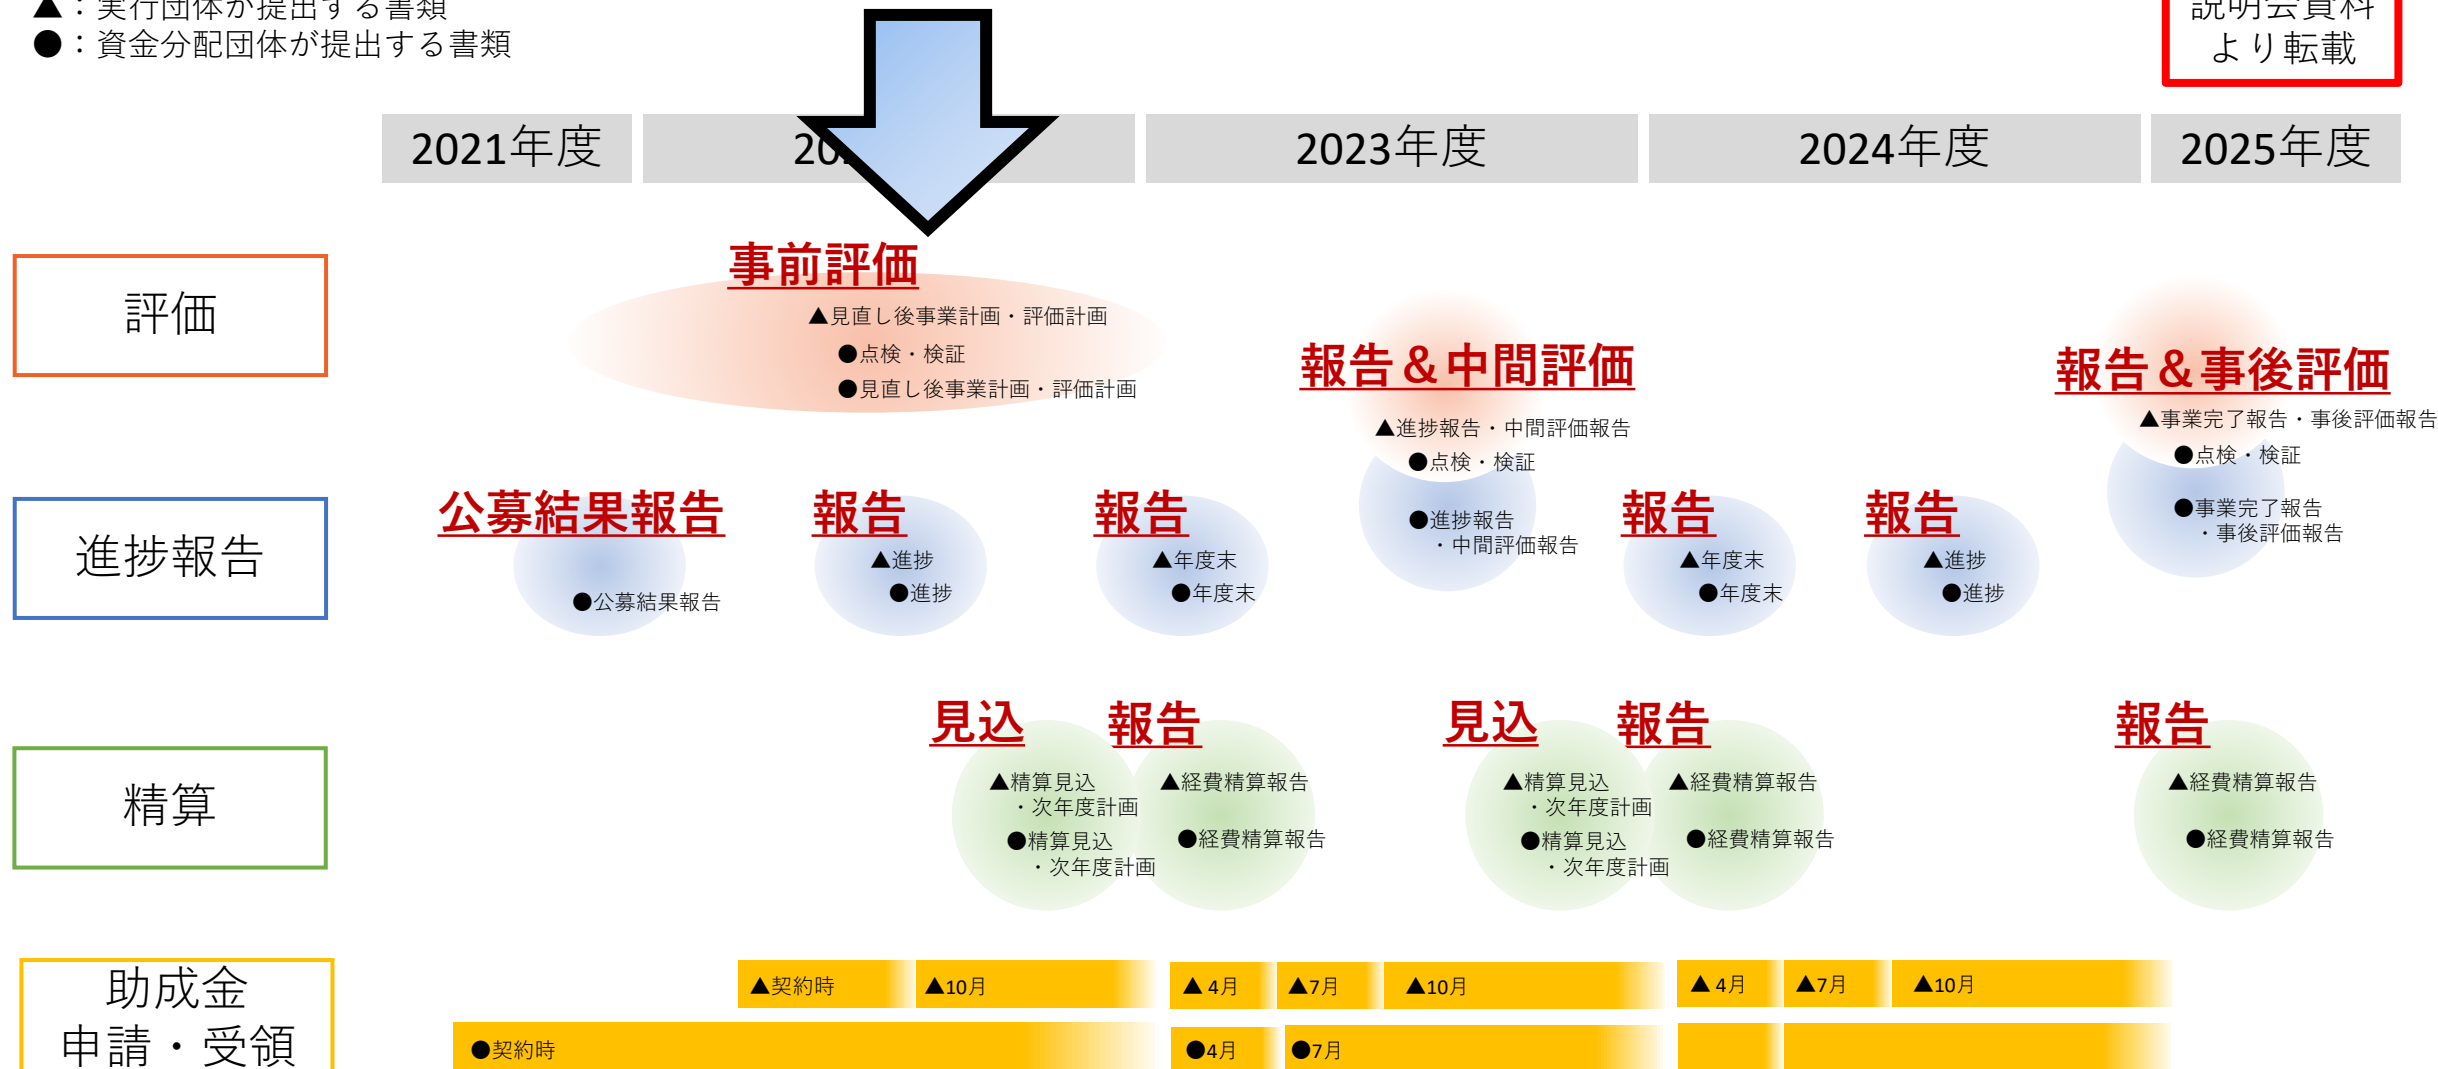 ▲：実行団体が提出する書類
●：資金分配団体が提出する書類
説明会資料
より転載
2021年度
2023年度
2024年度
2025年度
評価
事前評価
▲見直し後事業計画・評価計画
●点検・検証
●見直し後事業計画・評価計画
報告＆中間評価
▲進捗報告・中間評価報告
●点検・検証
●進捗報告
・中間評価報告
報告＆事後評価
▲事業完了報告・事後評価報告
●点検・検証
●事業完了報告
・事後評価報告
進捗報告
公募結果報告
●公募結果報告
報告
▲進捗
●進捗
報告
▲年度末
●年度末
報告
▲年度末
●年度末
報告
▲進捗
●進捗
精算
見込
▲精算見込
・次年度計画
●精算見込
・次年度計画
報告
▲経費精算報告
●経費精算報告
見込
▲精算見込
・次年度計画
●精算見込
・次年度計画
報告
▲経費精算報告
●経費精算報告
報告
▲経費精算報告
●経費精算報告
助成金
申請・受領
▲契約時
▲10月
▲ 4月
▲7月
▲10月
▲ 4月
▲7月
▲10月
●契約時
●4月
●7月